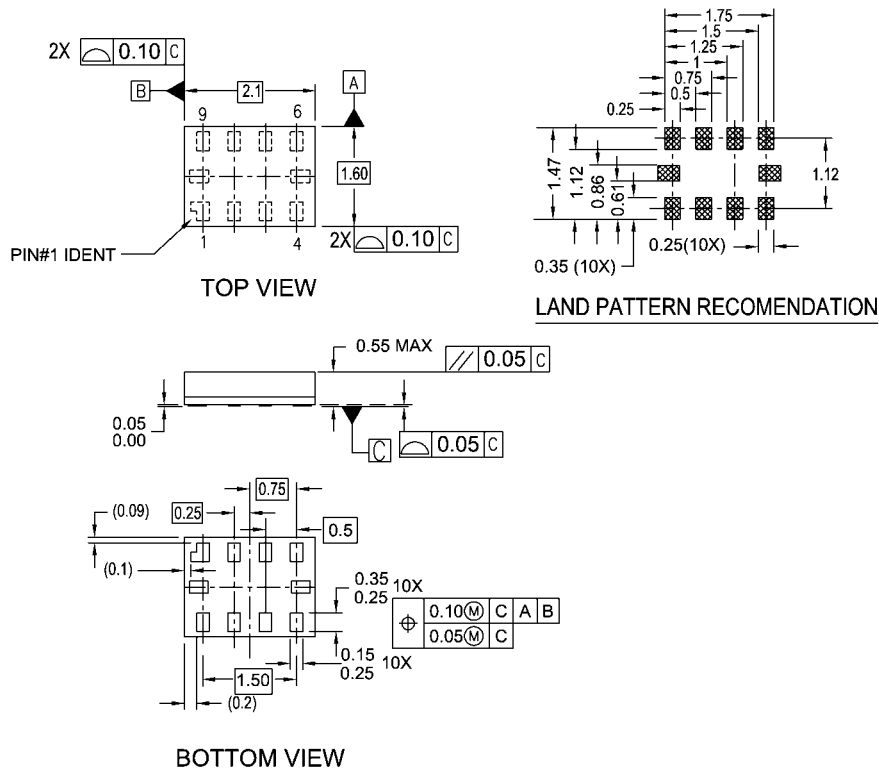 2X 0.10 C
B
2.1
A
9 6
1.60
1 4
PIN#1 IDENT
2X 0.10 C
TOP VIEW
1.75
1.5
1.25
1
0.75
0.5
0.25
1.47
1.12
0.86
0.61
1.12
0.25(10X)
0.35 (10X)
LAND PATTERN RECOMENDATION
0.55 MAX
// 0.05 C
0.05
0.00
C
0.05 C
0.75
(0.09)
0.25
0.5
(0.1)
0.35
0.25 10X
0.10Ⓜ C A B
0.05Ⓜ C
0.15
0.25 10X
1.50
(0.2)
BOTTOM VIEW